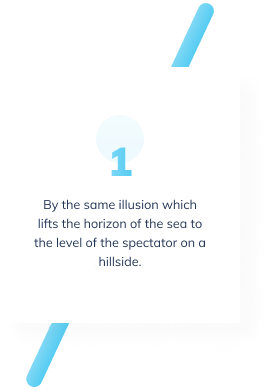 1
By the same illusion which
lifts the horizon of the sea to
the level of the spectator on a
hillside.